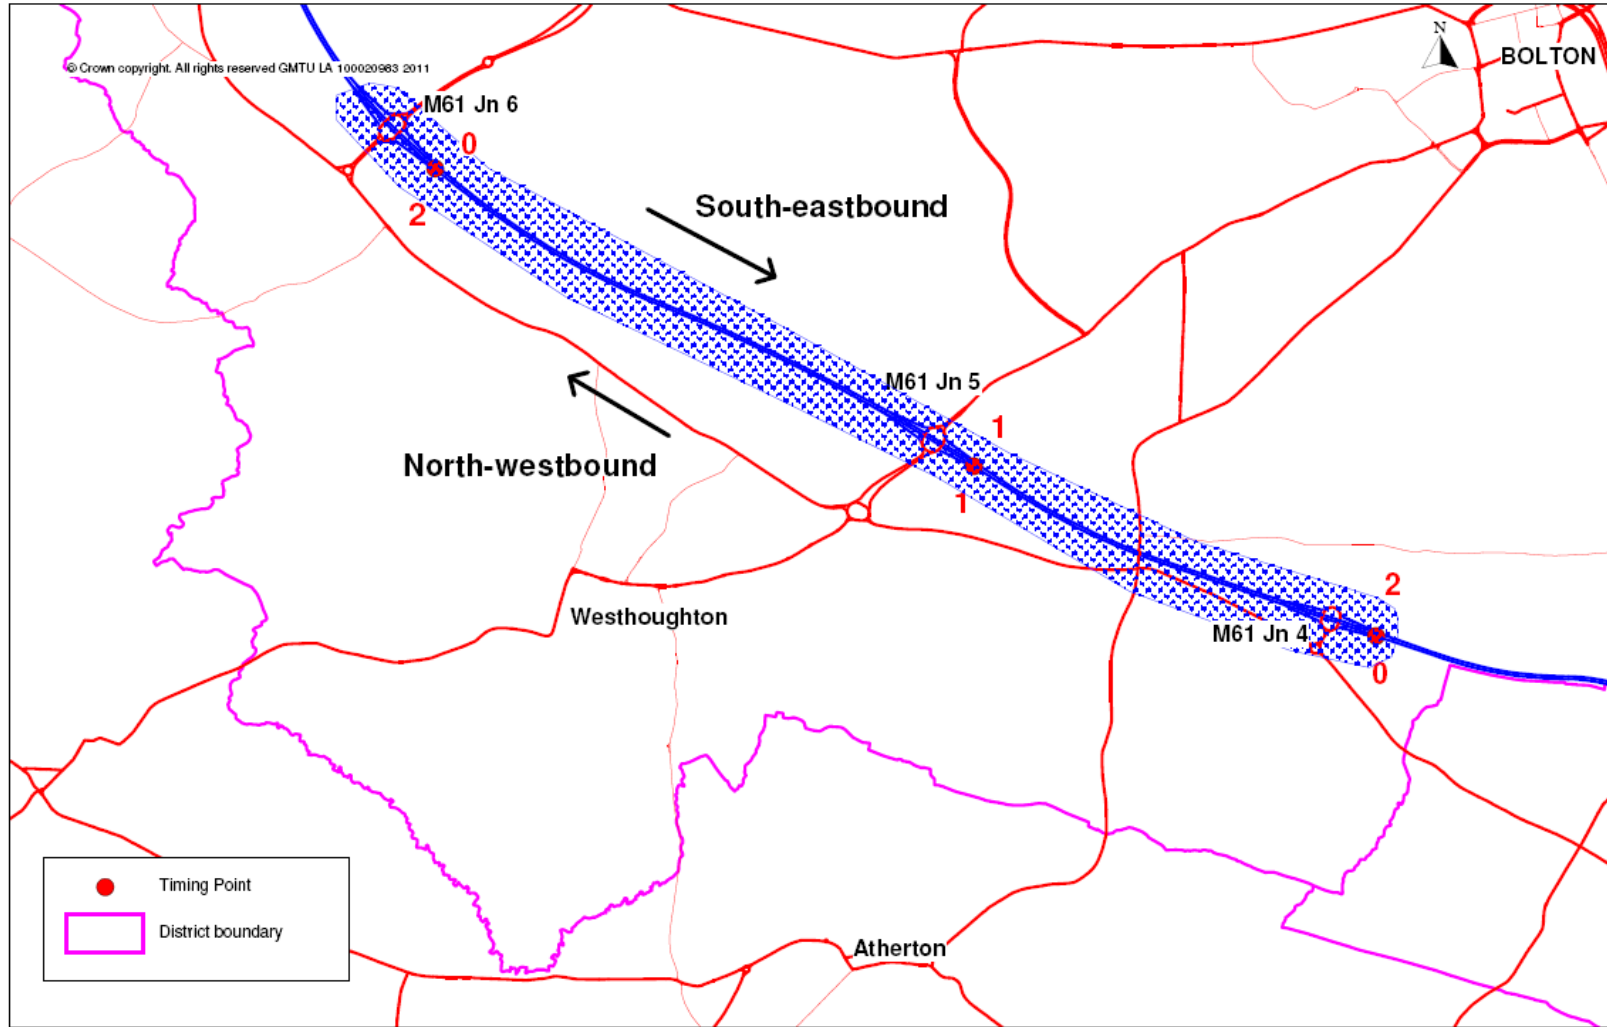 N
BOLTON
© Crown copyright. All rights reserved GMTU LA 100020983 2011
M61 Jn 6
0
2
South-eastbound
M61 Jn 5
1
North-westbound
1
2
Westhoughton
M61 Jn 4
0
Timing Point
District boundary
Atherton